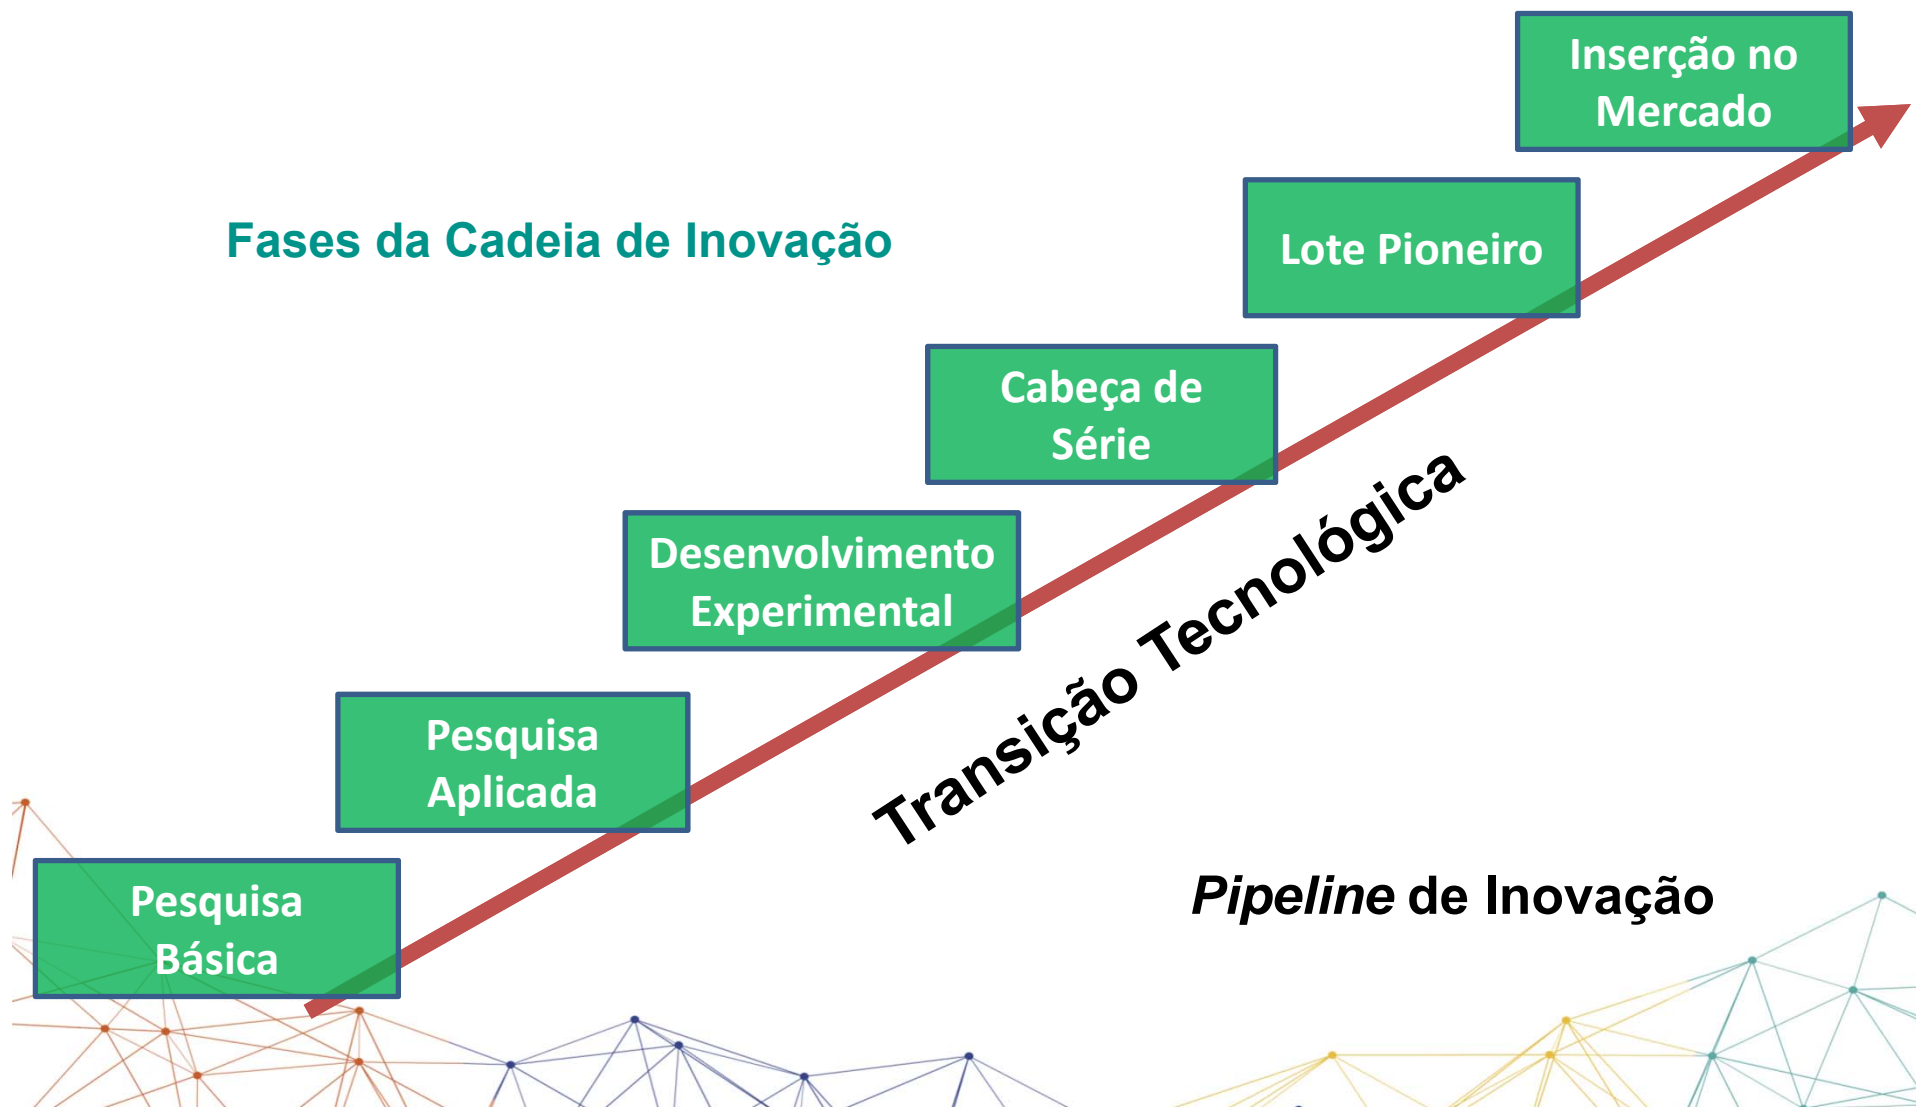 Inserção no
Mercado
Fases da Cadeia de Inovação
Lote Pioneiro
Cabeça de
Série
Desenvolvimento
Experimental
Transição Tecnológica
Pesquisa
Aplicada
Pipeline de Inovação
Pesquisa
Básica